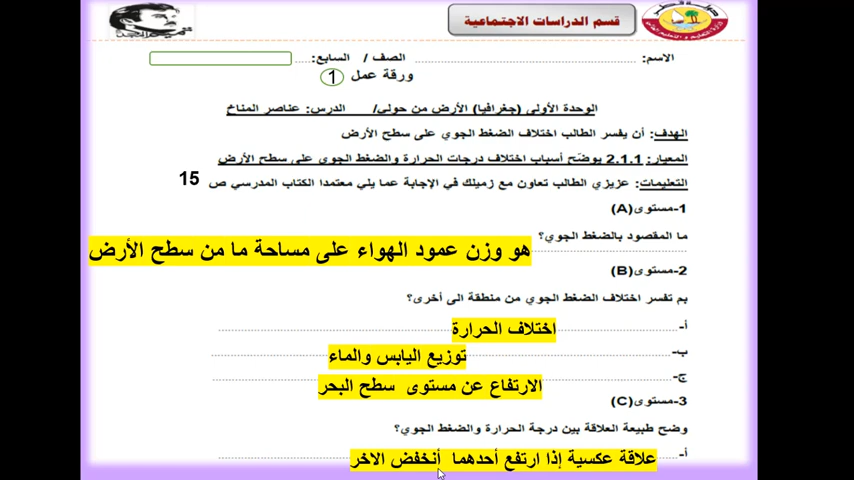 قسم الدراسات الاجتماعية
الاسم: الصف / السابع:
ورقة عمل 1
الوحدة الأولى (جغرافيا) الأرض من حولي/ الدرس: عناصر المناخ
الهدف: أن يفسر الطالب اختلاف الضغط الجوي على سطح الأرض
المعيار: 2.1.1 يوضّح أسباب اختلاف درجات الحرارة والضغط الجوي على سطح الأرض
التعليمات: عزيزي الطالب تعاون مع زميلك في الإجابة عما يلي معتمدا الكتاب المدرسي ص 15
1-مستوى(A)
ما المقصود بالضغط الجوي؟
هو وزن عمود الهواء على مساحة ما من سطح الأرض
2-مستوى(B)
بم تفسر اختلاف الضغط الجوي من منطقة الى أخرى؟
أ- اختلاف الحرارة
ب- توزيع اليابس والماء
ج- الارتفاع عن مستوى سطح البحر
3-مستوى(C)
وضح طبيعة العلاقة بين درجة الحرارة والضغط الجوي؟
أ- علاقة عكسية إذا ارتفع أحدهما أنخفض الاخر